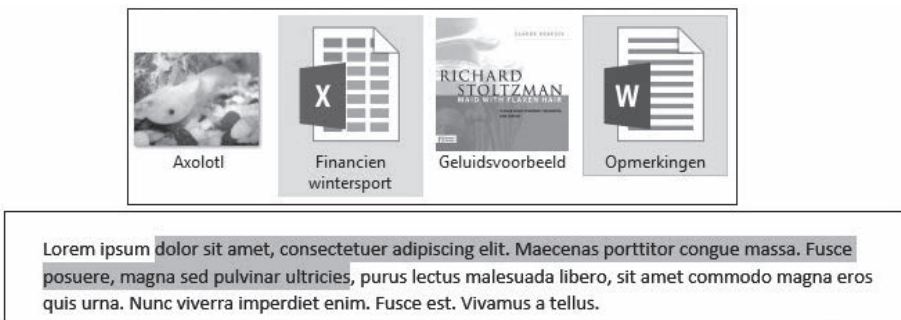 CLAUDE DEBUSSY
RICHARD
STOLTZMAN
MAID WITH FLAXEN HAIR
X
W
Axolotl
Financien
wintersport
Geluidsvoorbeeld
Opmerkingen
Lorem ipsum dolor sit amet, consectetuer adipiscing elit. Maecenas porttitor congue massa. Fusce
posuere, magna sed pulvinar ultricies, purus lectus malesuada libero, sit amet commodo magna eros
quis urna. Nunc viverra imperdiet enim. Fusce est. Vivamus a tellus.